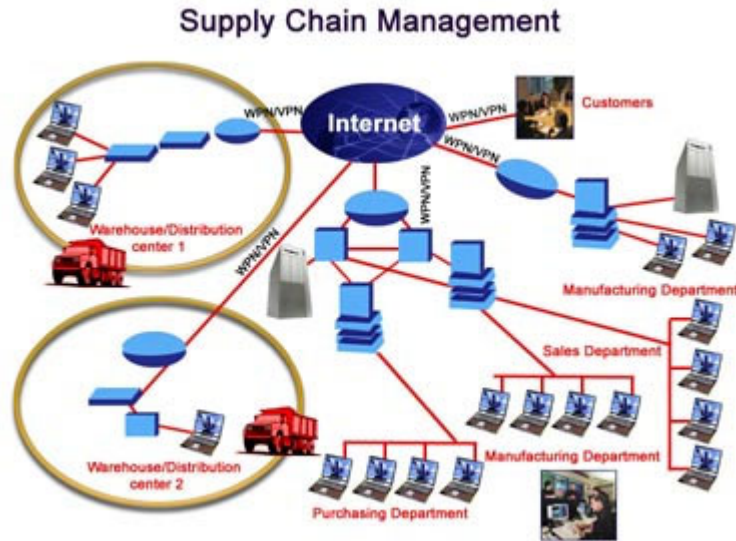 Supply Chain Management
WPN/VPN
Internet
WPN/VPN
Customers
WPN/VPN
WPN/VPN
Warehouse/Distribution
center 1
WPN/VPN
Manufacturing Department
Sales Department
Warehouse/Distribution
center 2
Manufacturing Department
Purchasing Department